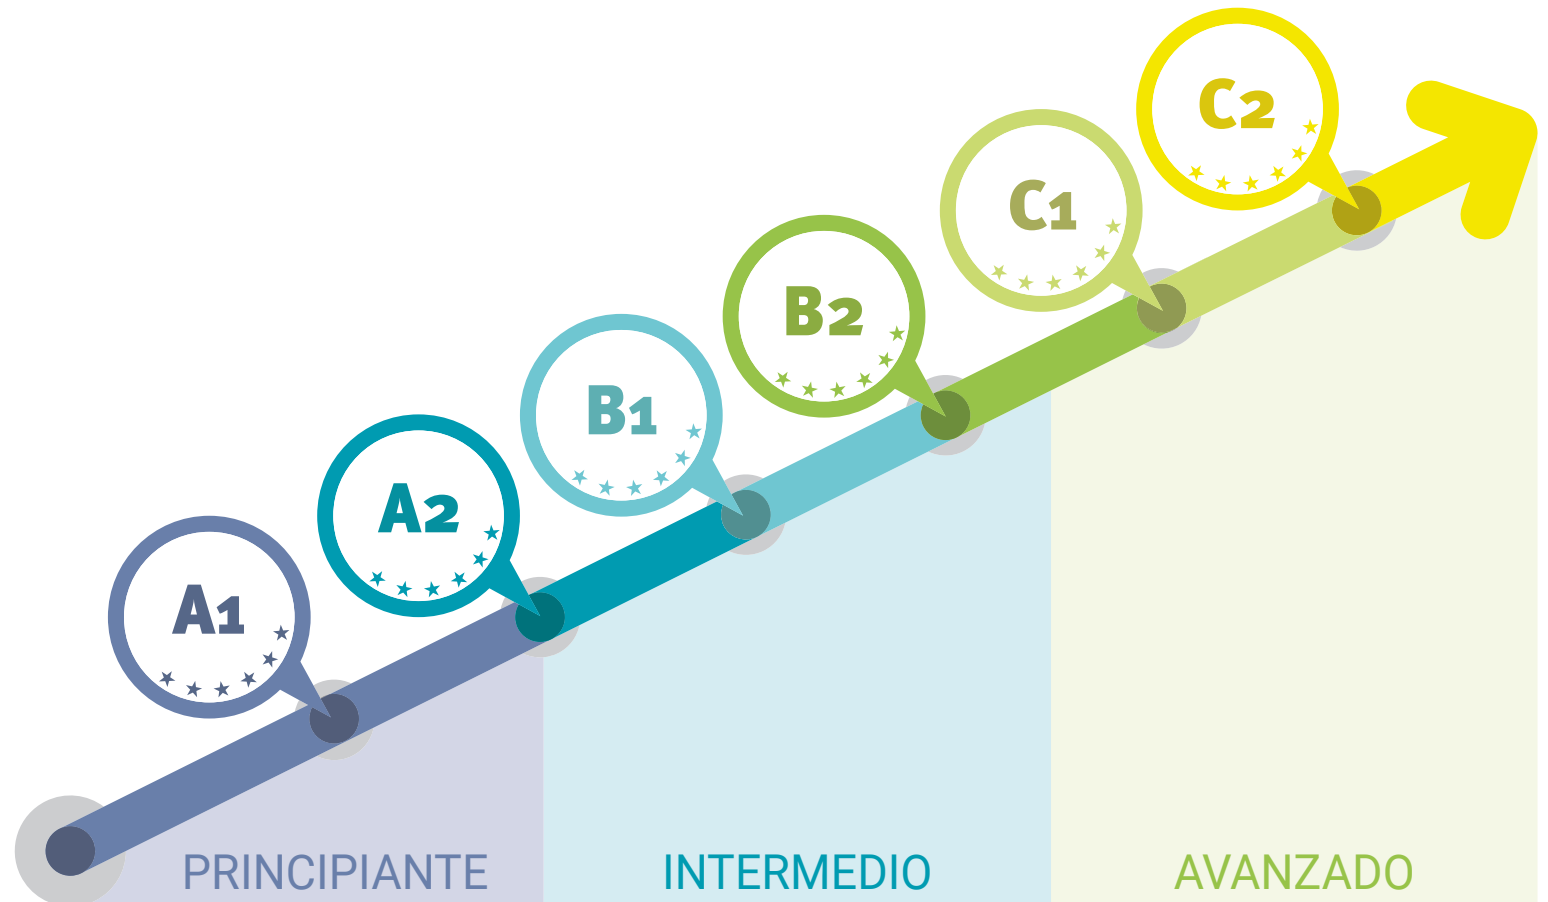 A1
A2
B1
B2
C1
C2
PRINCIPIANTE
INTERMEDIO
AVANZADO